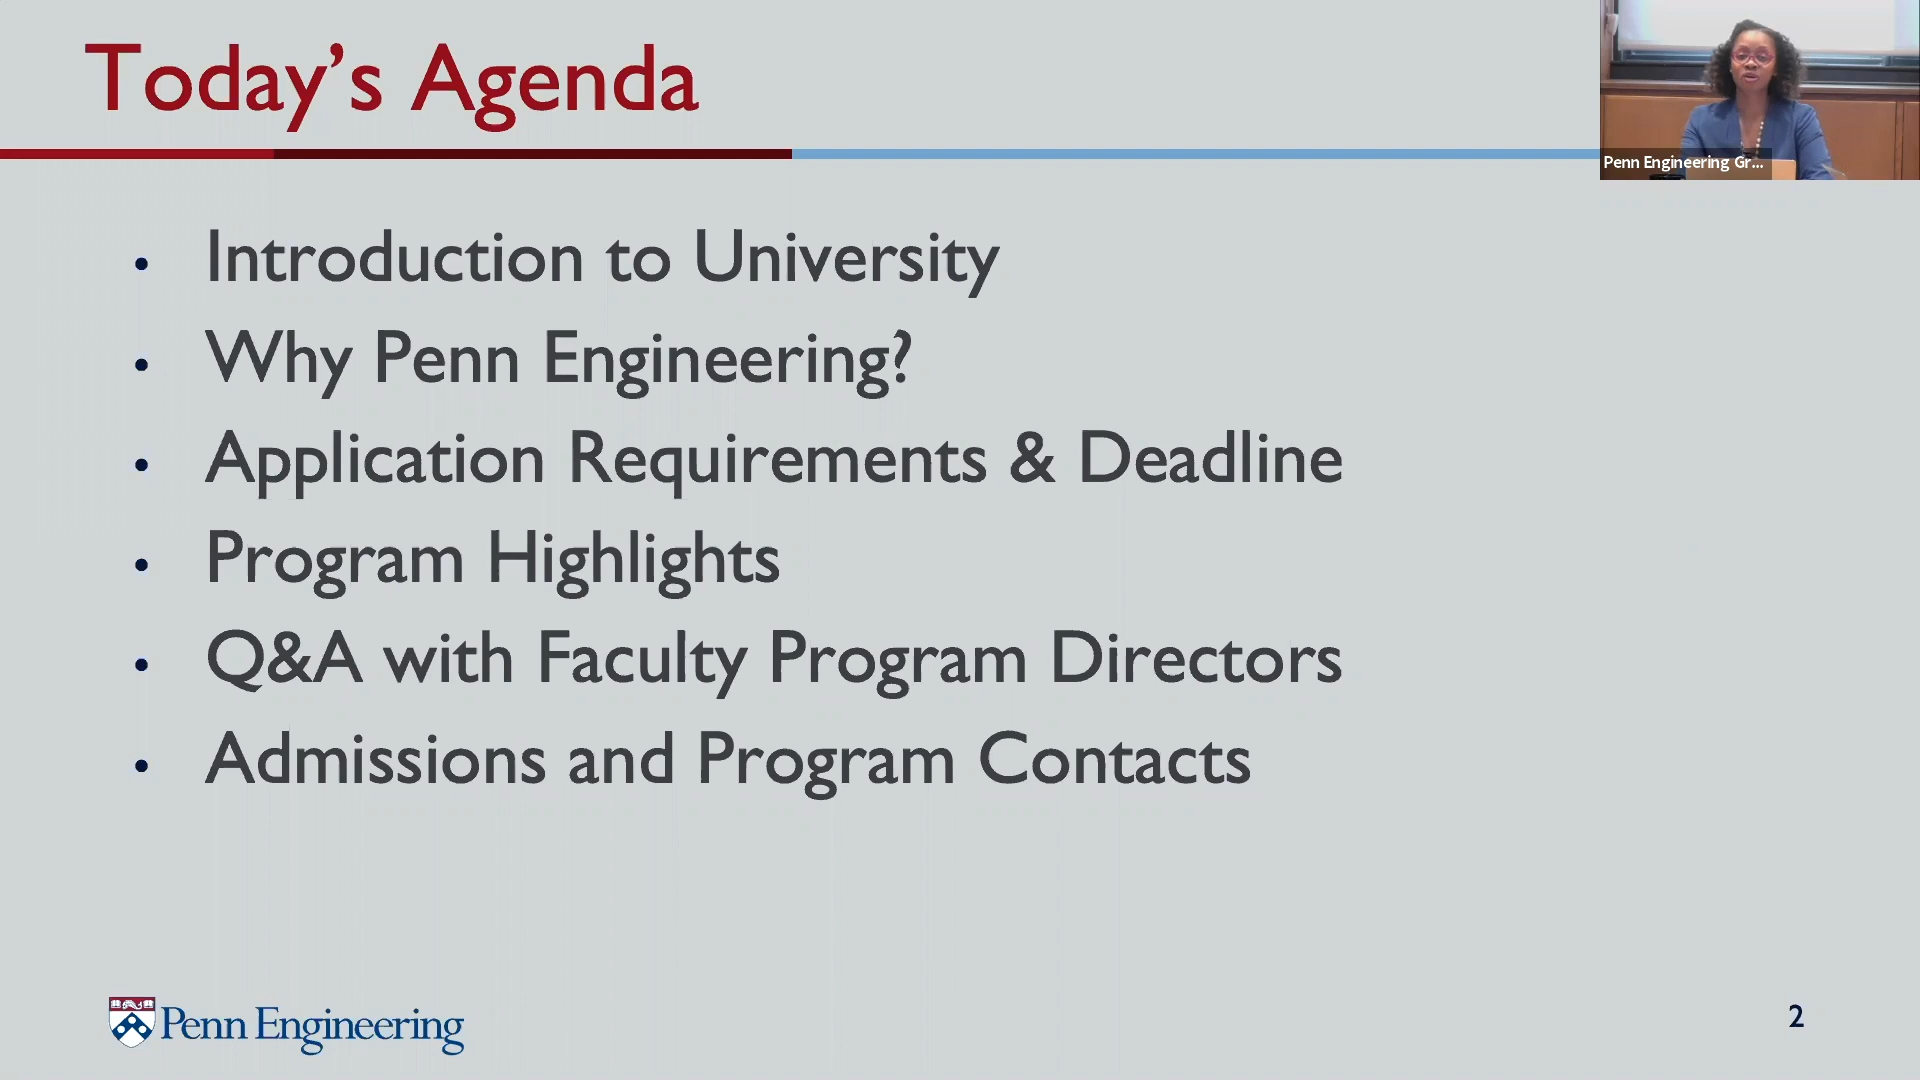 Today’s Agenda
Penn Engineering Gr...
• Introduction to University
• Why Penn Engineering?
• Application Requirements & Deadline
• Program Highlights
• Q&A with Faculty Program Directors
• Admissions and Program Contacts
Penn Engineering
2